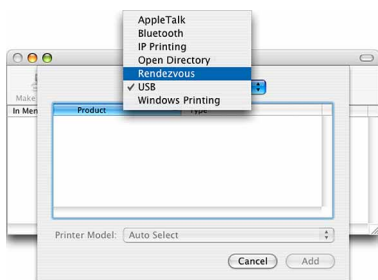 AppleTalk
Bluetooth
IP Printing
Open Directory
Rendezvous
✓ USB
Windows Printing
Make
In Men
Product
Type
Printer Model: Auto Select
Cancel
Add